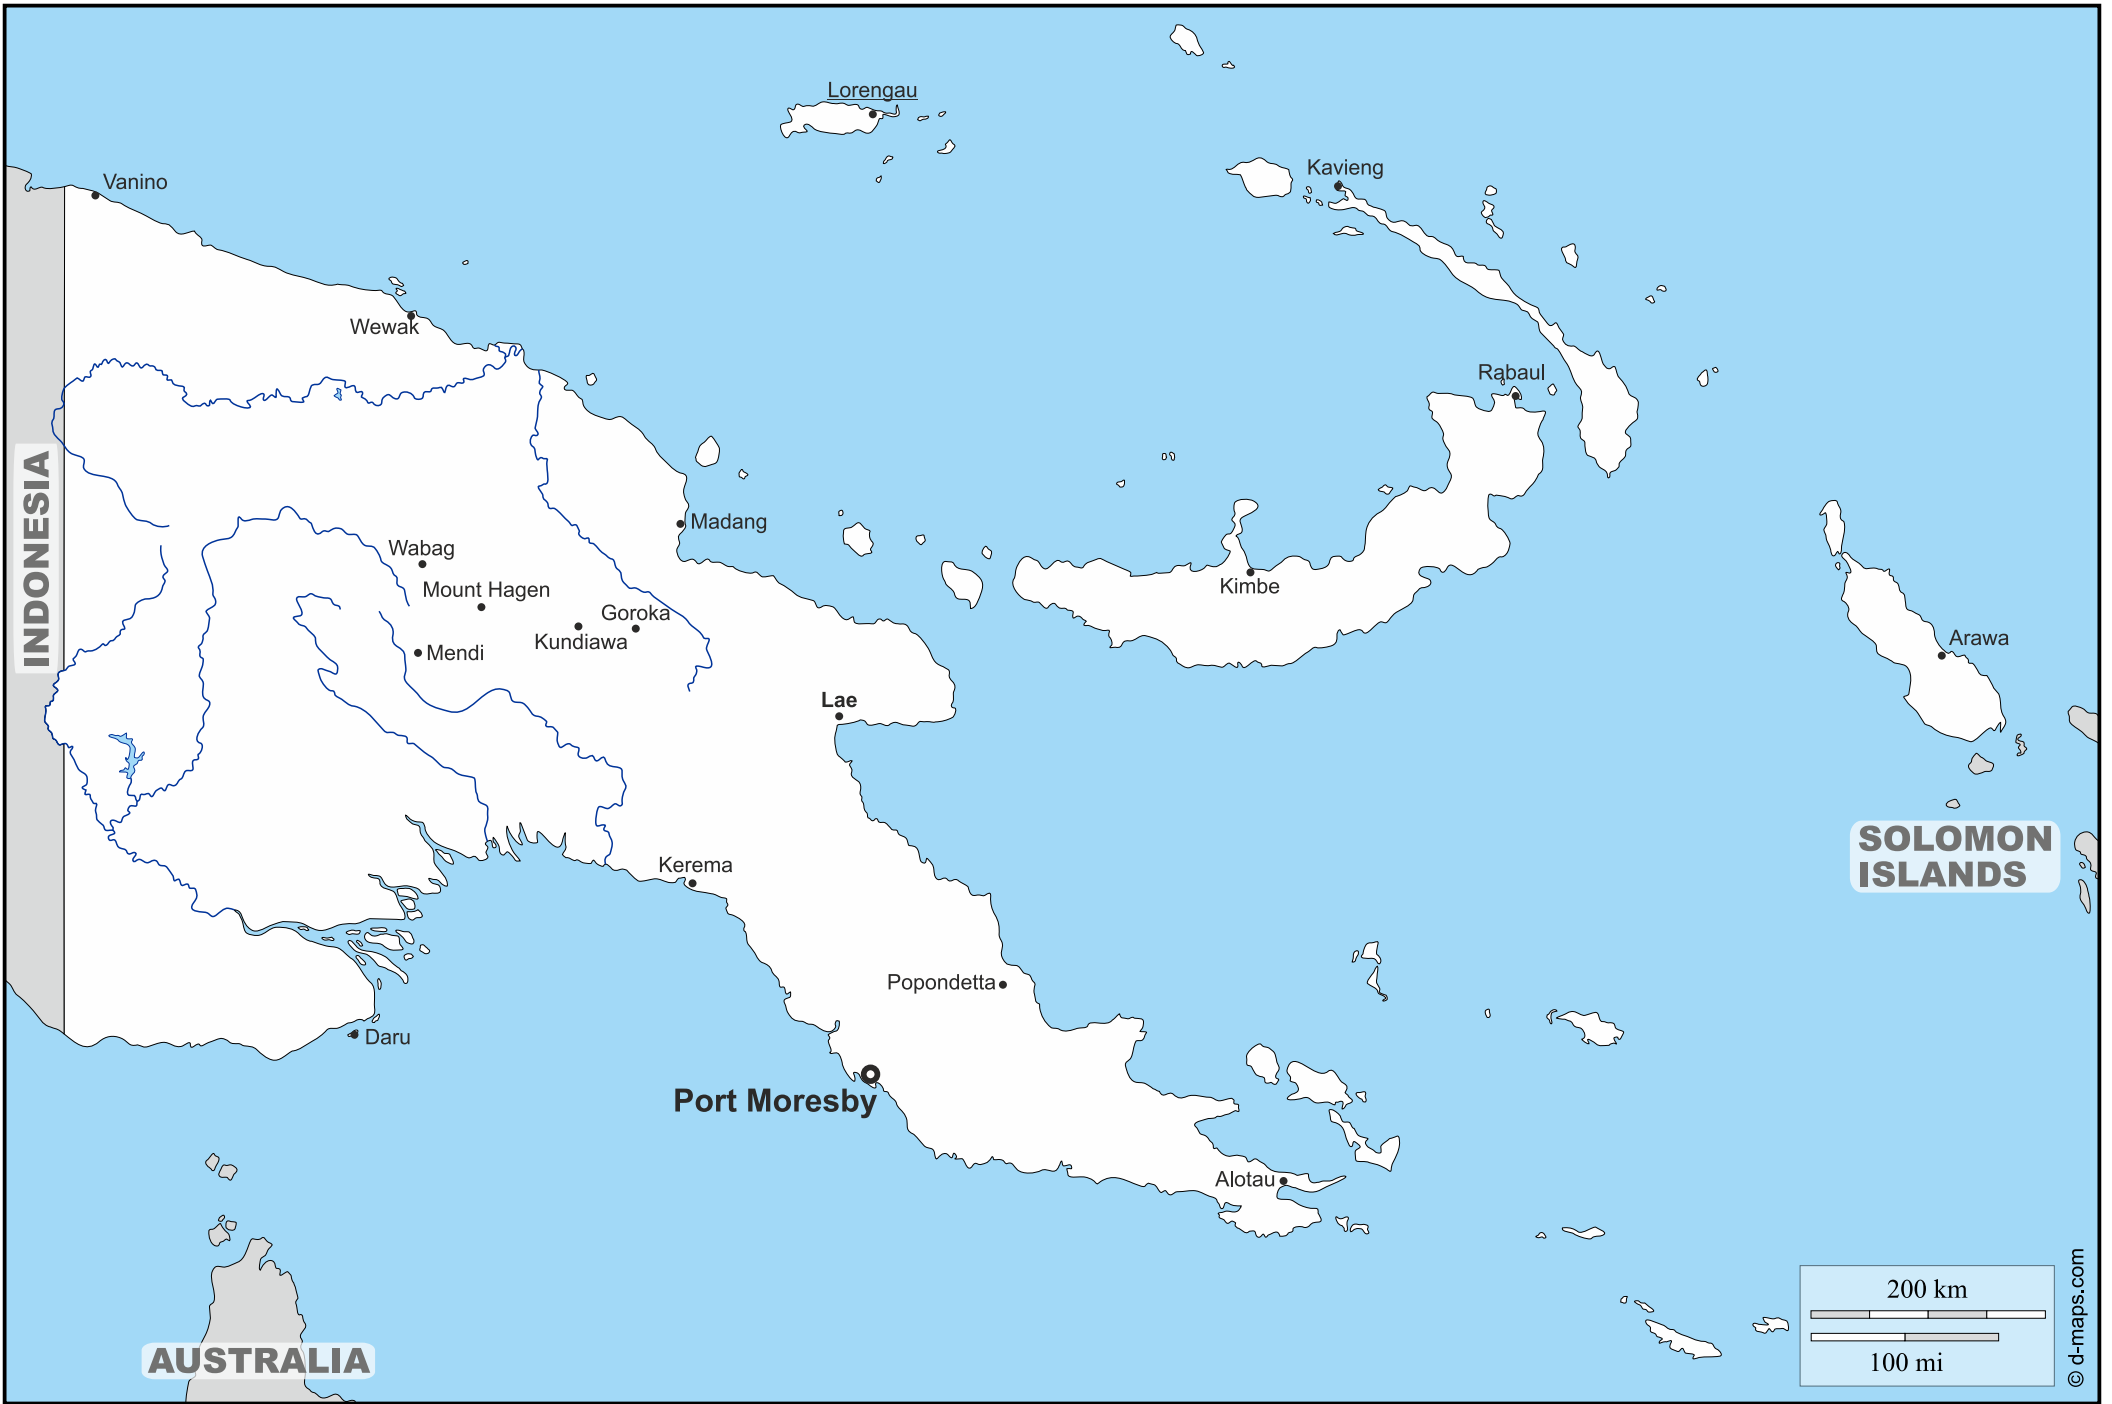 Lorengau
Kavieng
Vanino
Wewak
Rabaul
INDONESIA
Madang
Wabag
Mount Hagen
Kimbe
Goroka
Kundiawa
Mendi
Arawa
Lae
SOLOMON
ISLANDS
Kerema
Popondetta
Daru
Port Moresby
Alotau
AUSTRALIA
200 km
100 mi
© d-maps.com